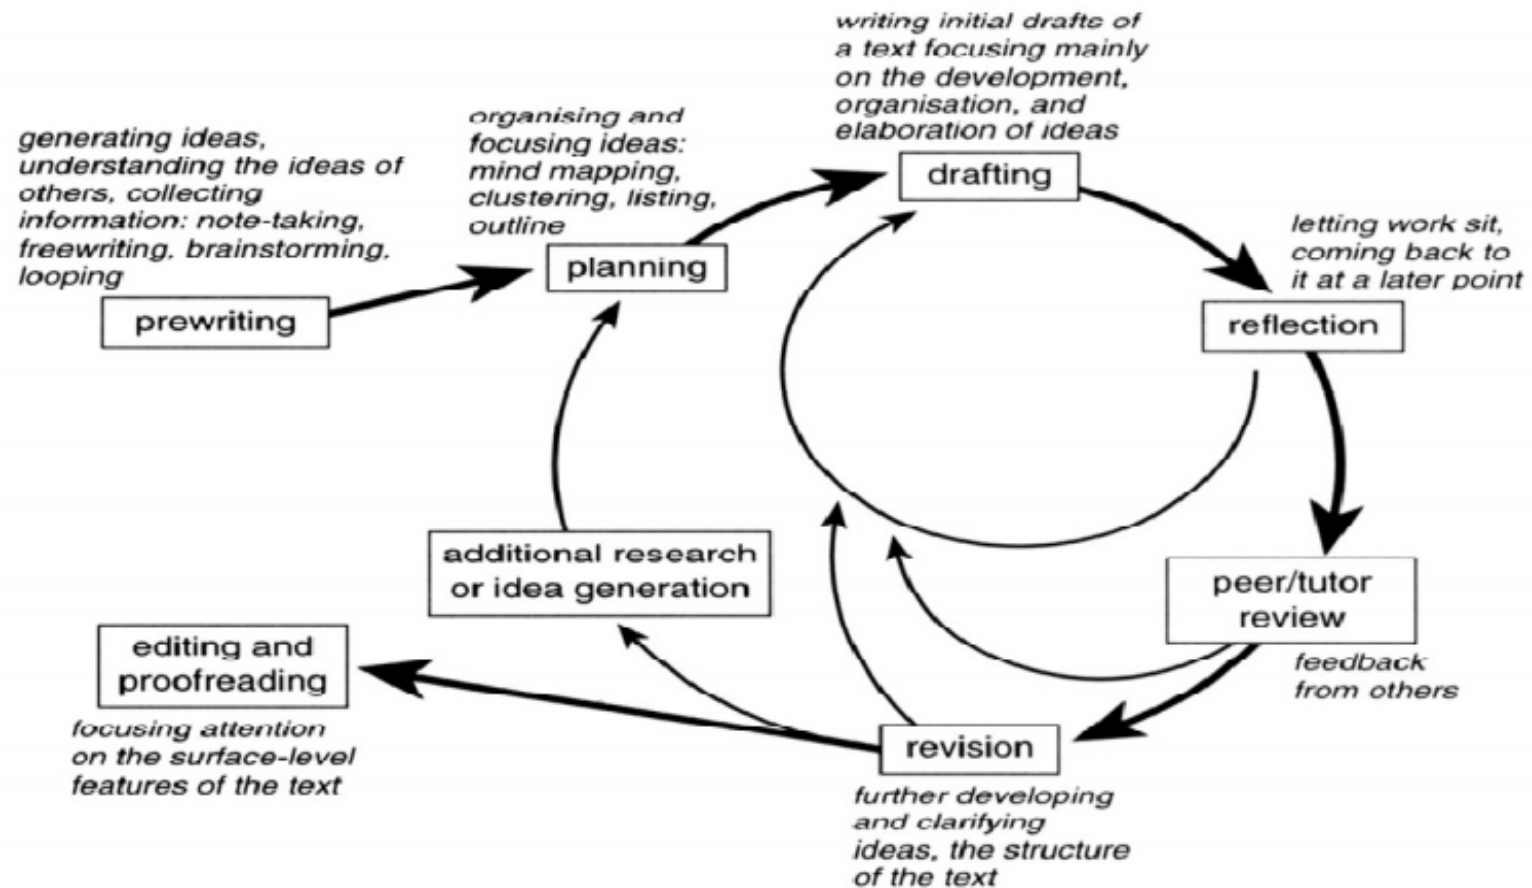 generating ideas,
understanding the ideas of
others, collecting
information: note-taking,
freewriting, brainstorming,
looping
prewriting
organising and
focusing ideas:
mind mapping,
clustering, listing,
outline
planning
writing initial drafts of
a text focusing mainly
on the development,
organisation, and
elaboration of ideas
drafting
letting work sit,
coming back to
it at a later point
reflection
peer/tutor
review
feedback
from others
revision
further developing
and clarifying
ideas, the structure
of the text
additional research
or idea generation
editing and
proofreading
focusing attention
on the surface-level
features of the text